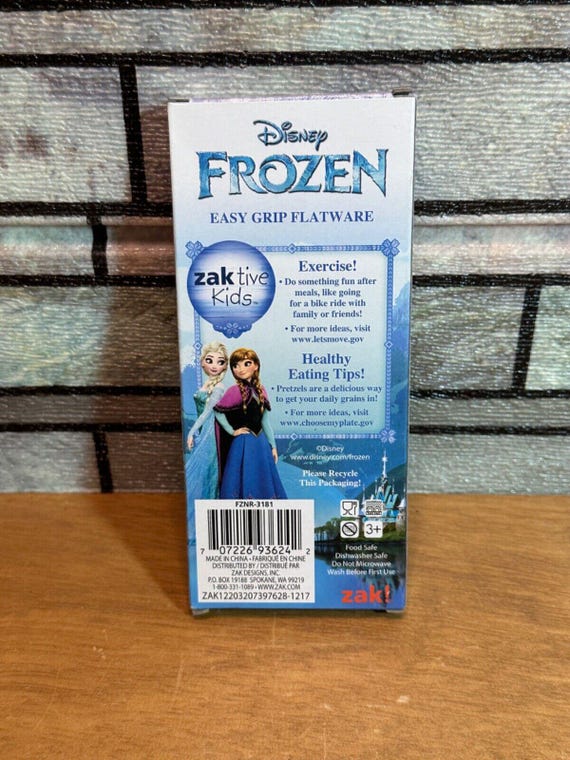 Disney
FROZEN
EASY GRIP FLATWARE
zaktive
Kids™
Exercise!
• Do something fun after
meals, like going
for a bike ride with
family or friends!
• For more ideas, visit
www.letsmove.gov
Healthy
Eating Tips!
• Pretzels are a delicious way
to get your daily grains in!
• For more ideas, visit
www.choosemyplate.gov
©Disney
www.disney.com/frozen
Please Recycle
This Packaging!
FZNR-3181
7 07226 93624 2
MADE IN CHINA • FABRIQUÉ EN CHINE
DISTRIBUTED BY / DISTRIBUÉ PAR
ZAK DESIGNS, INC.
P.O. BOX 19188 SPOKANE, WA 99219
1-800-331-1089 • WWW.ZAK.COM
ZAK12203207397628-1217
3+
Food Safe
Dishwasher Safe
Do Not Microwave
Wash Before First Use
zak!